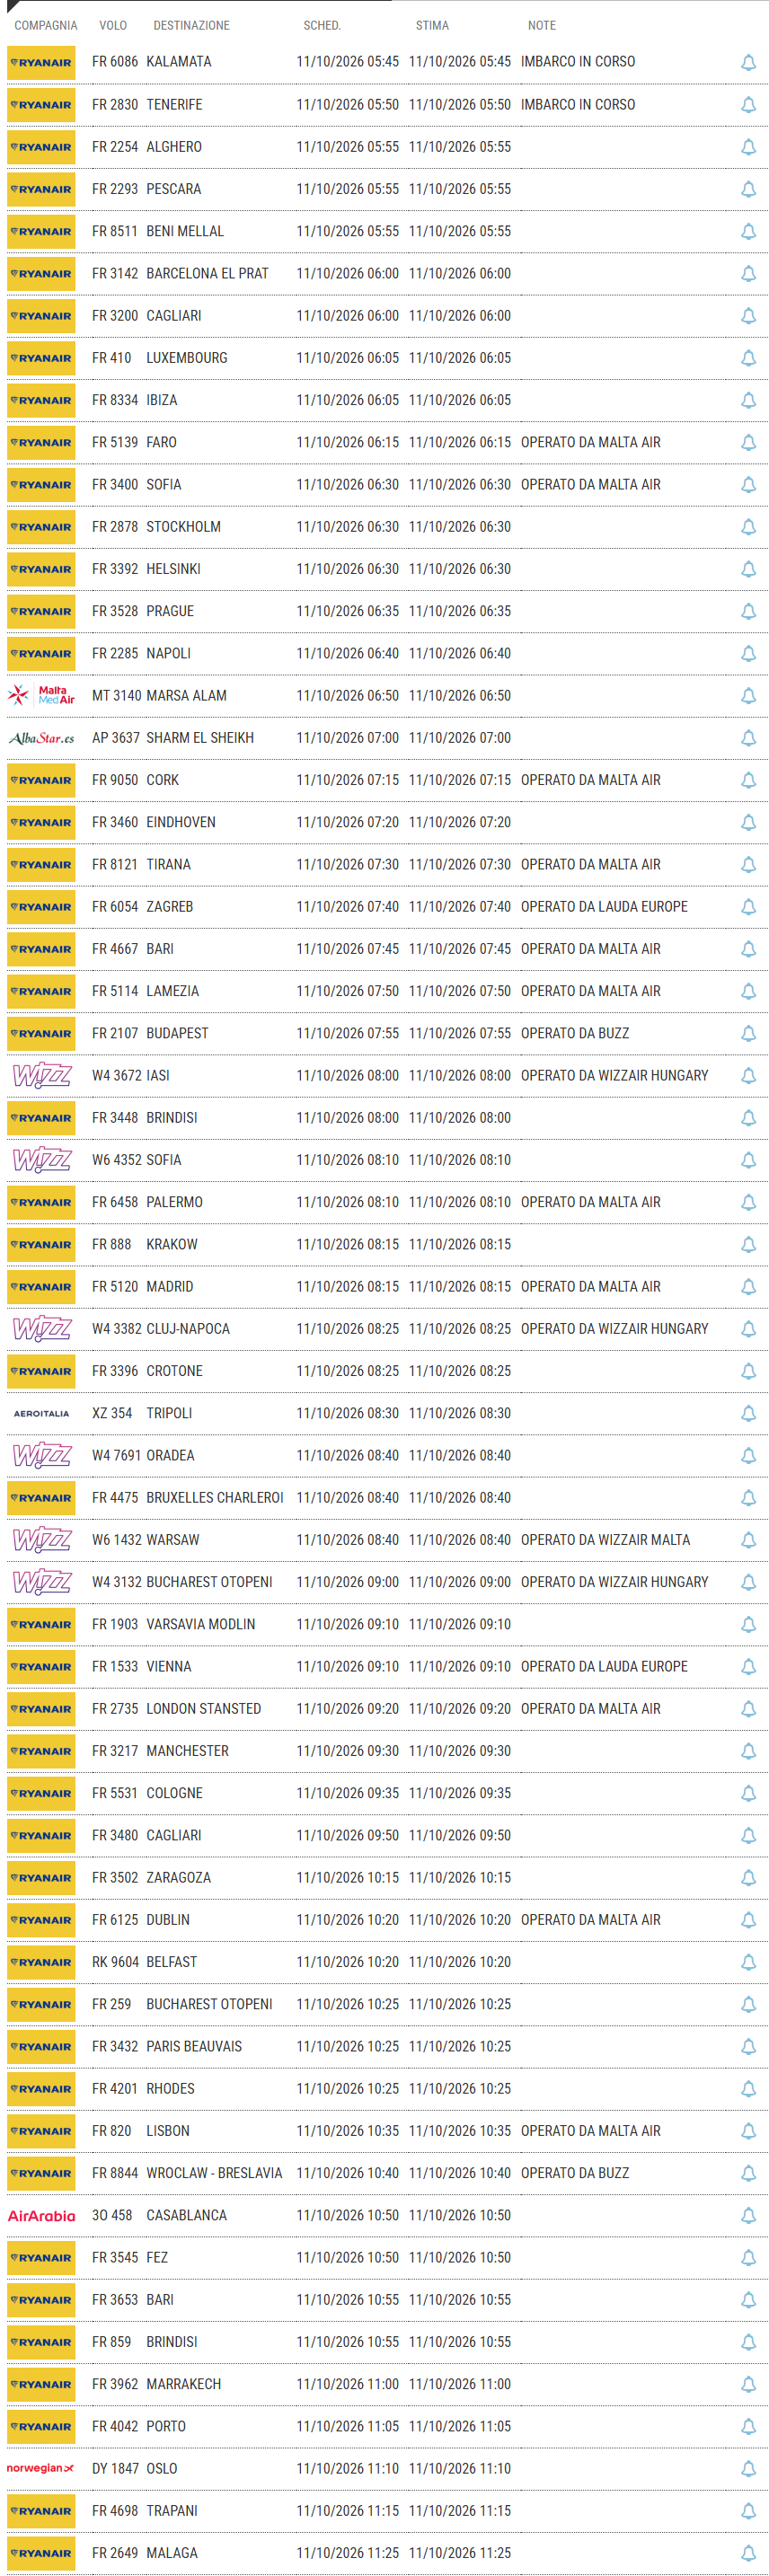 COMPAGNIA VOLO DESTINAZIONE SCHED. STIMA NOTE
RYANAIR FR 6086 KALAMATA 11/10/2026 05:45 11/10/2026 05:45 IMBARCO IN CORSO
RYANAIR FR 2830 TENERIFE 11/10/2026 05:50 11/10/2026 05:50 IMBARCO IN CORSO
RYANAIR FR 2254 ALGHERO 11/10/2026 05:55 11/10/2026 05:55
RYANAIR FR 2293 PESCARA 11/10/2026 05:55 11/10/2026 05:55
RYANAIR FR 8511 BENI MELLAL 11/10/2026 05:55 11/10/2026 05:55
RYANAIR FR 3142 BARCELONA EL PRAT 11/10/2026 06:00 11/10/2026 06:00
RYANAIR FR 3200 CAGLIARI 11/10/2026 06:00 11/10/2026 06:00
RYANAIR FR 410 LUXEMBOURG 11/10/2026 06:05 11/10/2026 06:05
RYANAIR FR 8334 IBIZA 11/10/2026 06:05 11/10/2026 06:05
RYANAIR FR 5139 FARO 11/10/2026 06:15 11/10/2026 06:15 OPERATO DA MALTA AIR
RYANAIR FR 3400 SOFIA 11/10/2026 06:30 11/10/2026 06:30 OPERATO DA MALTA AIR
RYANAIR FR 2878 STOCKHOLM 11/10/2026 06:30 11/10/2026 06:30
RYANAIR FR 3392 HELSINKI 11/10/2026 06:30 11/10/2026 06:30
RYANAIR FR 3528 PRAGUE 11/10/2026 06:35 11/10/2026 06:35
RYANAIR FR 2285 NAPOLI 11/10/2026 06:40 11/10/2026 06:40
Malta MedAir MT 3140 MARSA ALAM 11/10/2026 06:50 11/10/2026 06:50
AlbaStar.es AP 3637 SHARM EL SHEIKH 11/10/2026 07:00 11/10/2026 07:00
RYANAIR FR 9050 CORK 11/10/2026 07:15 11/10/2026 07:15 OPERATO DA MALTA AIR
RYANAIR FR 3460 EINDHOVEN 11/10/2026 07:20 11/10/2026 07:20
RYANAIR FR 8121 TIRANA 11/10/2026 07:30 11/10/2026 07:30 OPERATO DA MALTA AIR
RYANAIR FR 6054 ZAGREB 11/10/2026 07:40 11/10/2026 07:40 OPERATO DA LAUDA EUROPE
RYANAIR FR 4667 BARI 11/10/2026 07:45 11/10/2026 07:45 OPERATO DA MALTA AIR
RYANAIR FR 5114 LAMEZIA 11/10/2026 07:50 11/10/2026 07:50 OPERATO DA MALTA AIR
RYANAIR FR 2107 BUDAPEST 11/10/2026 07:55 11/10/2026 07:55 OPERATO DA BUZZ
WIZZ W4 3672 IASI 11/10/2026 08:00 11/10/2026 08:00 OPERATO DA WIZZAIR HUNGARY
RYANAIR FR 3448 BRINDISI 11/10/2026 08:00 11/10/2026 08:00
WIZZ W6 4352 SOFIA 11/10/2026 08:10 11/10/2026 08:10
RYANAIR FR 6458 PALERMO 11/10/2026 08:10 11/10/2026 08:10 OPERATO DA MALTA AIR
RYANAIR FR 888 KRAKOW 11/10/2026 08:15 11/10/2026 08:15
RYANAIR FR 5120 MADRID 11/10/2026 08:15 11/10/2026 08:15 OPERATO DA MALTA AIR
WIZZ W4 3382 CLUJ-NAPOCA 11/10/2026 08:25 11/10/2026 08:25 OPERATO DA WIZZAIR HUNGARY
RYANAIR FR 3396 CROTONE 11/10/2026 08:25 11/10/2026 08:25
AEROITALIA XZ 354 TRIPOLI 11/10/2026 08:30 11/10/2026 08:30
WIZZ W4 7691 ORADEA 11/10/2026 08:40 11/10/2026 08:40
RYANAIR FR 4475 BRUXELLES CHARLEROI 11/10/2026 08:40 11/10/2026 08:40
WIZZ W6 1432 WARSAW 11/10/2026 08:40 11/10/2026 08:40 OPERATO DA WIZZAIR MALTA
WIZZ W4 3132 BUCHAREST OTOPENI 11/10/2026 09:00 11/10/2026 09:00 OPERATO DA WIZZAIR HUNGARY
RYANAIR FR 1903 VARSAVIA MODLIN 11/10/2026 09:10 11/10/2026 09:10
RYANAIR FR 1533 VIENNA 11/10/2026 09:10 11/10/2026 09:10 OPERATO DA LAUDA EUROPE
RYANAIR FR 2735 LONDON STANSTED 11/10/2026 09:20 11/10/2026 09:20 OPERATO DA MALTA AIR
RYANAIR FR 3217 MANCHESTER 11/10/2026 09:30 11/10/2026 09:30
RYANAIR FR 5531 COLOGNE 11/10/2026 09:35 11/10/2026 09:35
RYANAIR FR 3480 CAGLIARI 11/10/2026 09:50 11/10/2026 09:50
RYANAIR FR 3502 ZARAGOZA 11/10/2026 10:15 11/10/2026 10:15
RYANAIR FR 6125 DUBLIN 11/10/2026 10:20 11/10/2026 10:20 OPERATO DA MALTA AIR
RYANAIR RK 9604 BELFAST 11/10/2026 10:20 11/10/2026 10:20
RYANAIR FR 259 BUCHAREST OTOPENI 11/10/2026 10:25 11/10/2026 10:25
RYANAIR FR 3432 PARIS BEAUVAIS 11/10/2026 10:25 11/10/2026 10:25
RYANAIR FR 4201 RHODES 11/10/2026 10:25 11/10/2026 10:25
RYANAIR FR 820 LISBON 11/10/2026 10:35 11/10/2026 10:35 OPERATO DA MALTA AIR
RYANAIR FR 8844 WROCLAW - BRESLAVIA 11/10/2026 10:40 11/10/2026 10:40 OPERATO DA BUZZ
AirArabia 3O 458 CASABLANCA 11/10/2026 10:50 11/10/2026 10:50
RYANAIR FR 3545 FEZ 11/10/2026 10:50 11/10/2026 10:50
RYANAIR FR 3653 BARI 11/10/2026 10:55 11/10/2026 10:55
RYANAIR FR 859 BRINDISI 11/10/2026 10:55 11/10/2026 10:55
RYANAIR FR 3962 MARRAKECH 11/10/2026 11:00 11/10/2026 11:00
RYANAIR FR 4042 PORTO 11/10/2026 11:05 11/10/2026 11:05
norwegian DY 1847 OSLO 11/10/2026 11:10 11/10/2026 11:10
RYANAIR FR 4698 TRAPANI 11/10/2026 11:15 11/10/2026 11:15
RYANAIR FR 2649 MALAGA 11/10/2026 11:25 11/10/2026 11:25